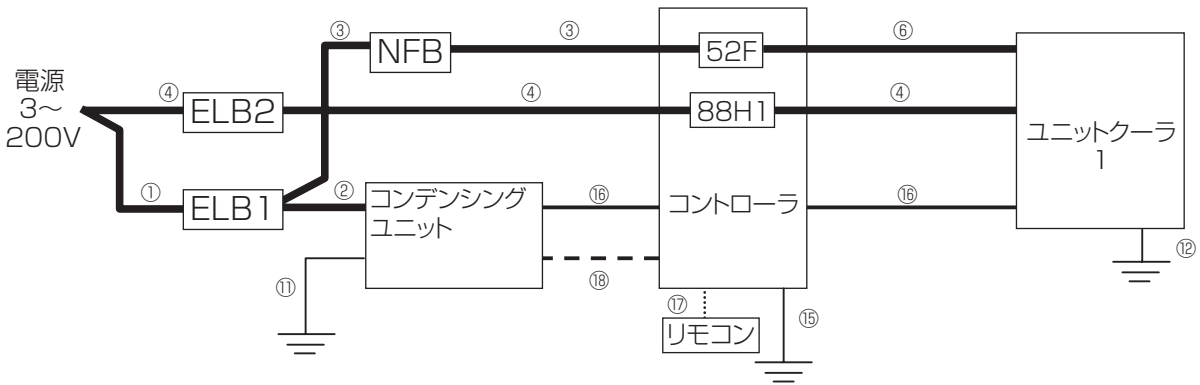 ③
③
⑥
NFB
52F
電源
3～
200V
④
ELB2
④
88H1
④
ユニットクーラ
1
①
ELB1
②
コンデンシング
ユニット
⑯
コントローラ
⑯
⑫
⑪
⑱
⑰
リモコン
⑮